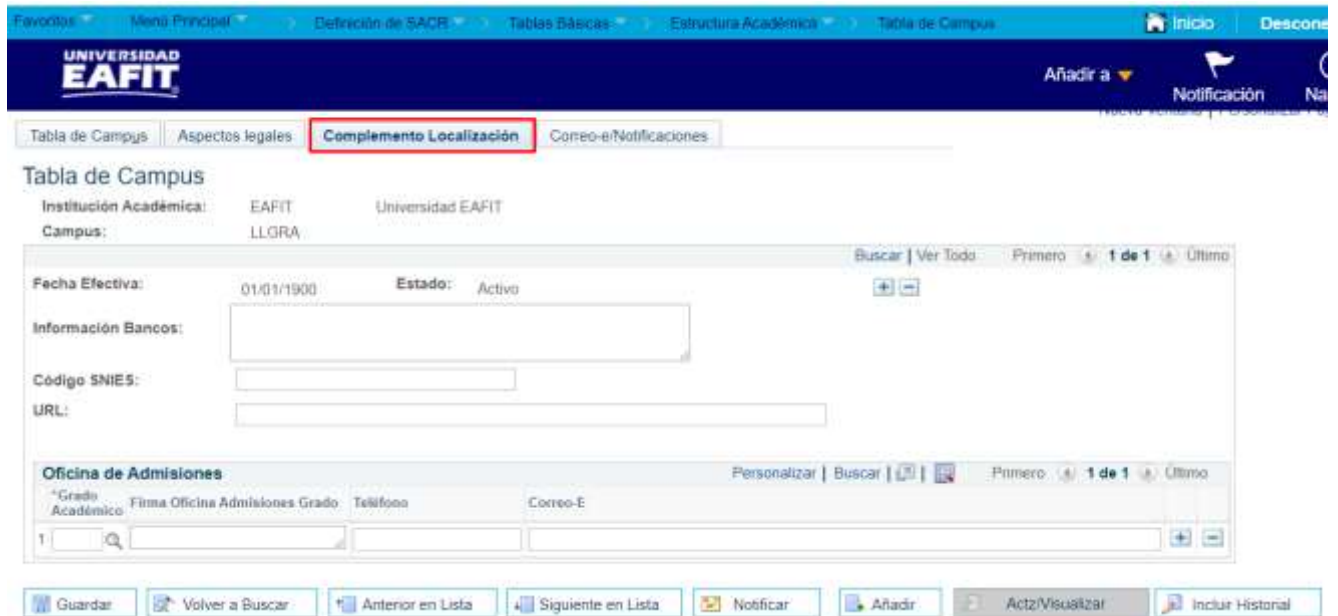 Favoritos Menú Principal Definición de SACR Tablas Básicas Estructura Académica Tabla de Campus Inicio Descone
UNIVERSIDAD
EAFIT
Añadir a Notificación Na
Tabla de Campus Aspectos legales Complemento Localización Correo-e/Notificaciones
Tabla de Campus
Institución Académica: EAFIT Universidad EAFIT
Campus: LLGRA
Buscar | Ver Todo Primero 1 de 1 Último
Fecha Efectiva: 01/01/1900 Estado: Activo
Información Bancos:
Código SNIES:
URL:
Oficina de Admisiones Personalizar | Buscar | | Primero 1 de 1 Último
*Grado Académico Firma Oficina Admisiones Grado Teléfono Correo-E
1
Guardar Volver a Buscar Anterior en Lista Siguiente en Lista Notificar Añadir Actz/Visualizar Incluir Historial